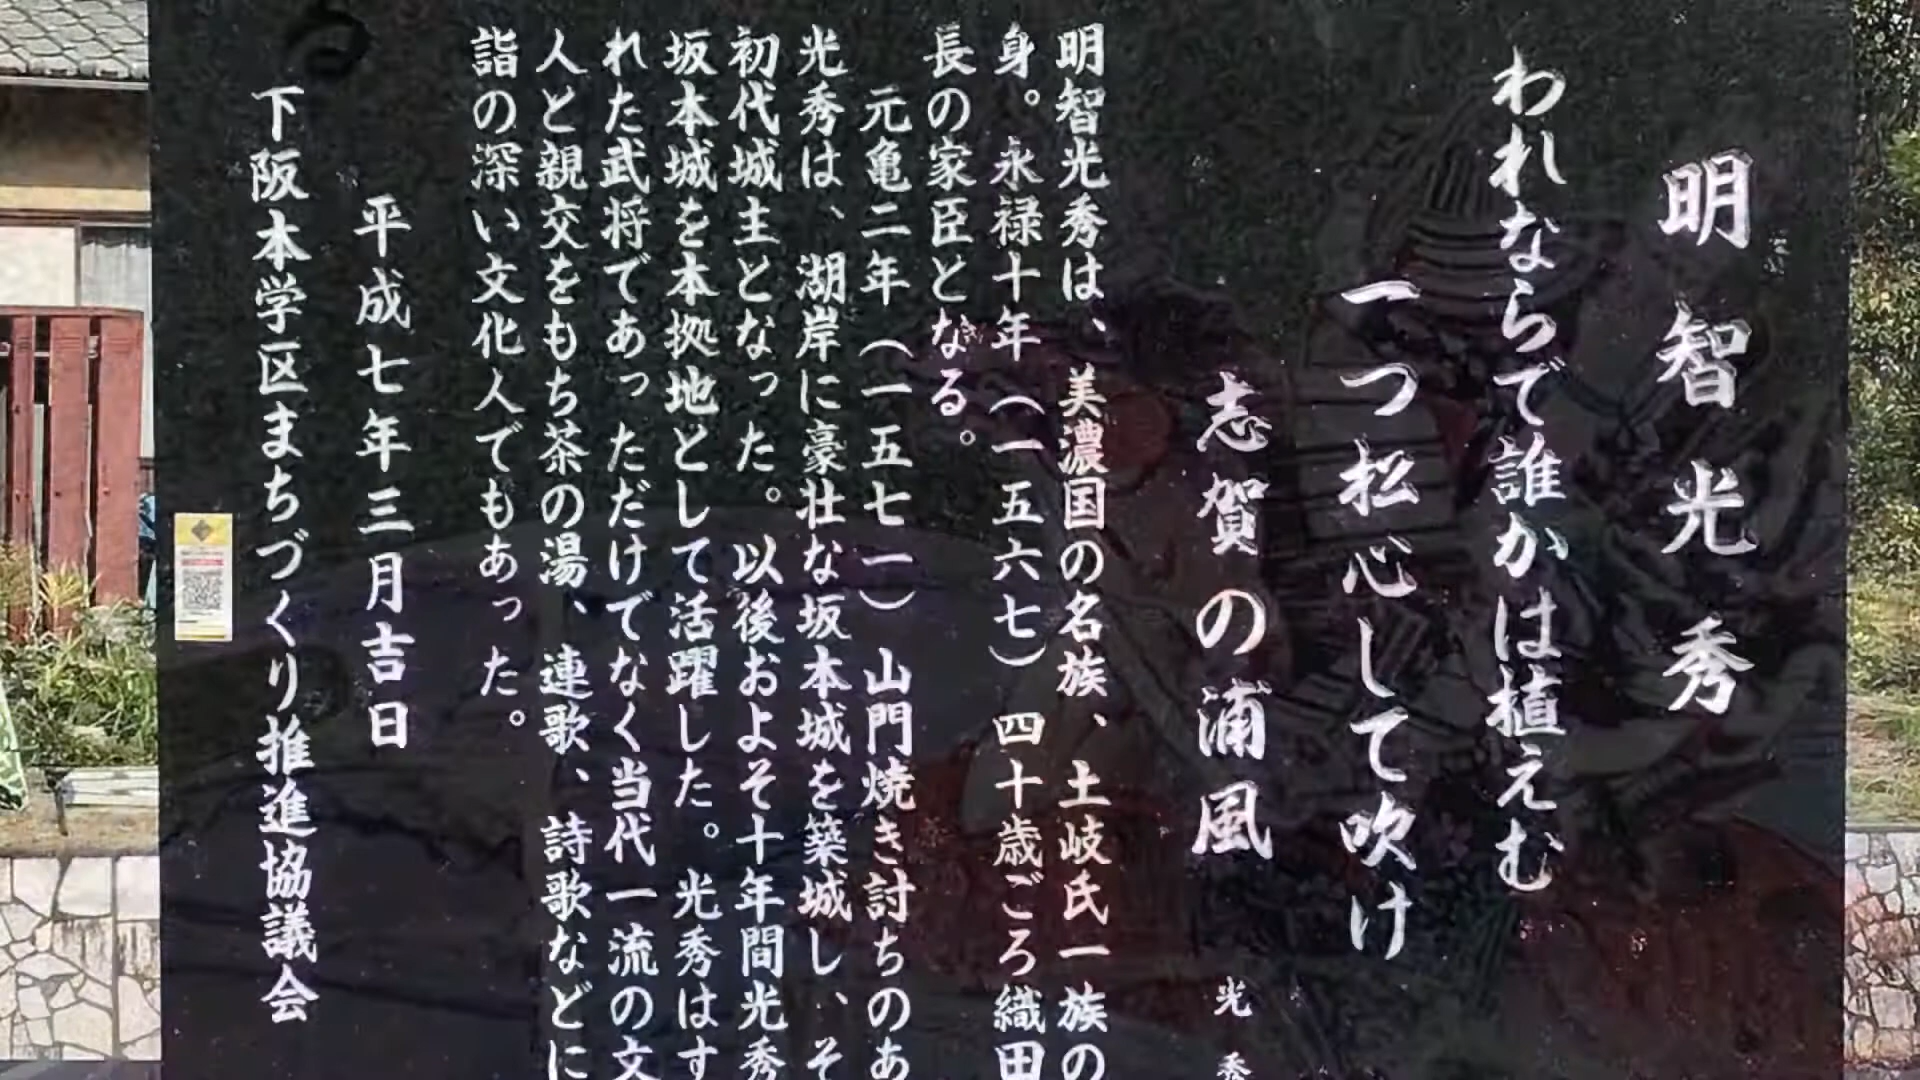 明智光秀
われならで誰かは植えむ
一つ松心して吹け
志賀の浦風
光秀
明智光秀は、美濃国の名族、土岐氏一族の
身。永禄十年（一五六七）四十歳ごろ織田
長の家臣となる。
元亀二年（一五七一）山門焼き討ちのあ
光秀は、湖岸に豪壮な坂本城を築城し、そ
初代城主となった。以後およそ十年間光秀
坂本城を本拠地として活躍した。光秀はす
れた武将であっただけでなく当代一流の文
人と親交をもち茶の湯、連歌、詩歌などに
詣の深い文化人でもあった。
平成七年三月吉日
下阪本学区まちづくり推進協議会